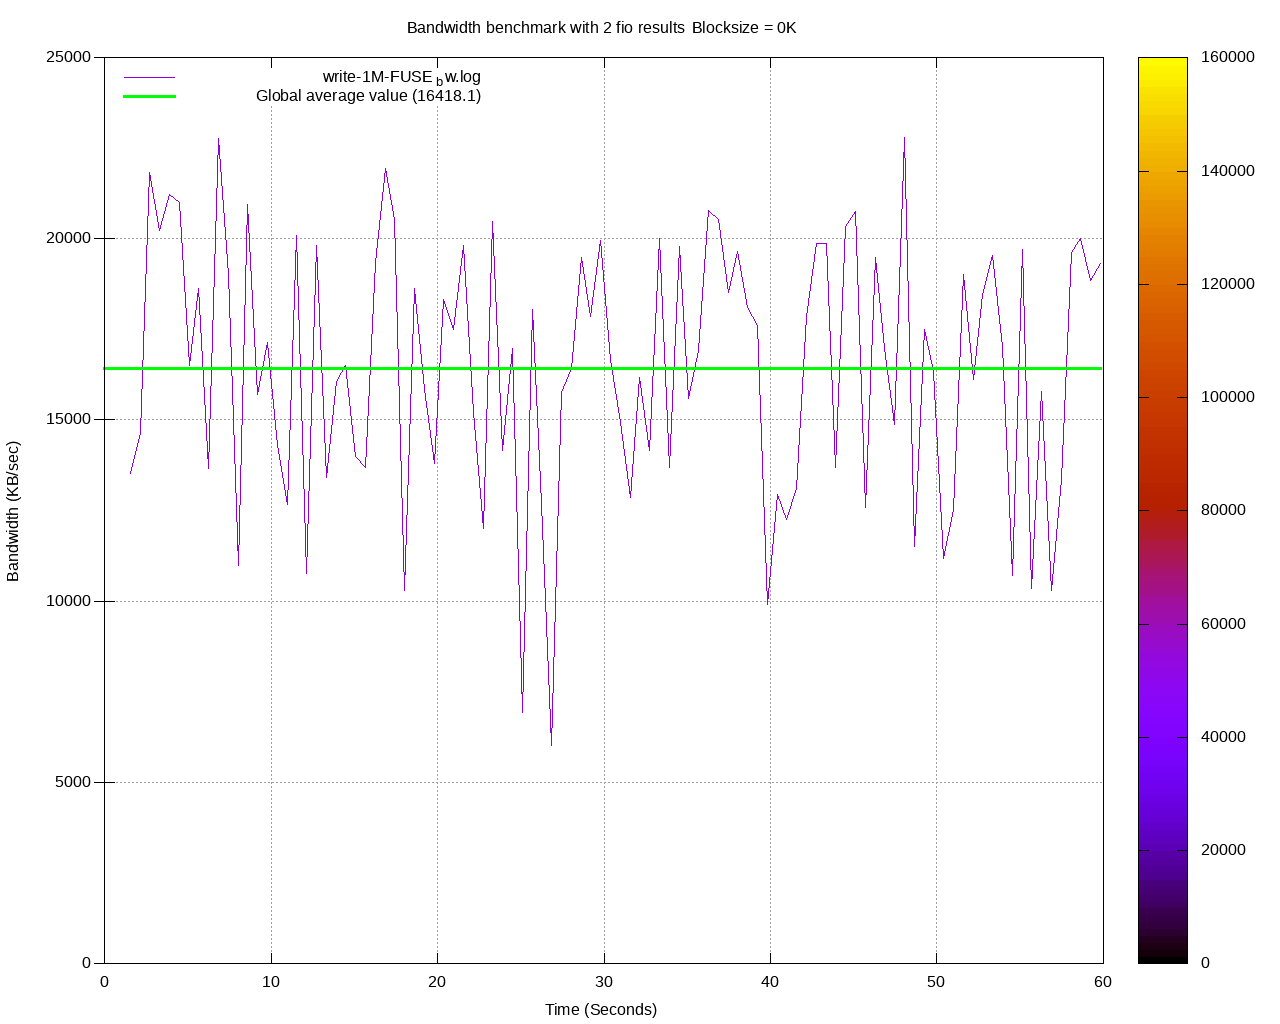 Bandwidth benchmark with 2 fio results Blocksize = 0K
write-1M-FUSE_bw.log
Global average value (16418.1)
25000
20000
15000
10000
5000
0
Bandwidth (KB/sec)
0 10 20 30 40 50 60
Time (Seconds)
160000
140000
120000
100000
80000
60000
40000
20000
0